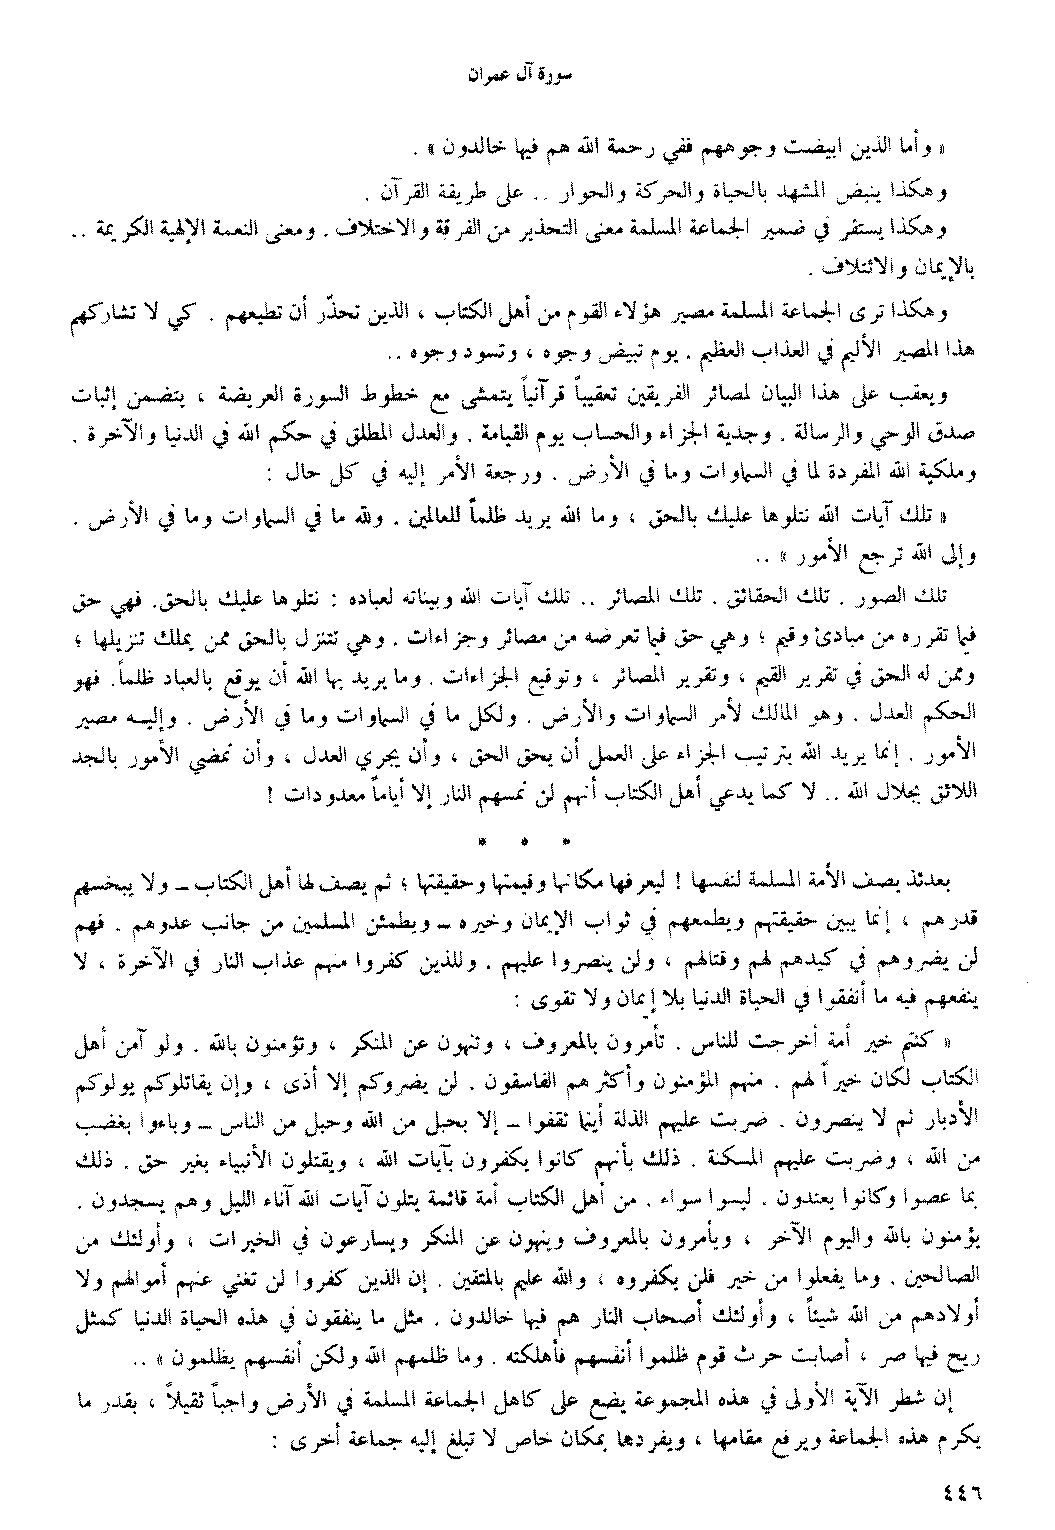 سورة آل عمران
« وأما الذين ابيضت وجوههم ففي رحمة الله هم فيها خالدون » .
وهكذا ينبض المشهد بالحياة والحركة والحوار .. على طريقة القرآن .
وهكذا يستقر في ضمير الجماعة المسلمة معنى التحذير من الفرقة والاختلاف . ومعنى النعمة الإلهية الكريمة ..
بالإيمان والائتلاف .
وهكذا ترى الجماعة المسلمة مصير هؤلاء القوم من أهل الكتاب ، الذين تحذّر أن تطيعهم . كي لا تشاركهم
هذا المصير الأليم في العذاب العظيم . يوم تبيض وجوه ، وتسود وجوه ..
ويعقب على هذا البيان لمصائر الفريقين تعقيباً قرآنياً يتمشى مع خطوط السورة العريضة ، يتضمن إثبات
صدق الوحي والرسالة . وجدية الجزاء والحساب يوم القيامة . والعدل المطلق في حكم الله في الدنيا والآخرة .
وملكية الله المفردة لما في السماوات وما في الأرض . ورجعة الأمر إليه في كل حال :
« تلك آيات الله نتلوها عليك بالحق ، وما الله يريد ظلماً للعالمين . ولله ما في السماوات وما في الأرض .
وإلى الله ترجع الأمور » ..
تلك الصور . تلك الحقائق . تلك المصائر .. تلك آيات الله وبيناته لعباده : نتلوها عليك بالحق. فهي حق
فيما تقرره من مبادئ وقيم ؛ وهي حق فيما تعرضه من مصائر وجزاءات . وهي تتنزل بالحق ممن يملك تنزيلها ؛
وممن له الحق في تقرير القيم ، وتقرير المصائر ، وتوقيع الجزاءات . وما يريد بها الله أن يوقع بالعباد ظلماً. فهو
الحكم العدل . وهو المالك لأمر السماوات والأرض . ولكل ما في السماوات وما في الأرض . وإليـه مصير
الأمور . إنما يريد الله بترتيب الجزاء على العمل أن يحق الحق ، وأن يجري العدل ، وأن تمضي الأمور بالجد
اللائق بجلال الله .. لا كما يدعي أهل الكتاب أنهم لن تمسهم النار إلا أياماً معدودات !
* * *
بعدئذ يصف الأمة المسلمة لنفسها ! ليعرفها مكانها وقيمتها وحقيقتها ؛ ثم يصف لها أهل الكتاب ــ ولا يبخسهم
قدرهم ، إنما يبين حقيقتهم ويطمعهم في ثواب الإيمان وخيره ــ ويطمئن المسلمين من جانب عدوهم . فهم
لن يضروهم في كيدهم لهم وقتالهم ، ولن ينصروا عليهم . وللذين كفروا منهم عذاب النار في الآخرة ، لا
ينفعهم فيه ما أنفقوا في الحياة الدنيا بلا إيمان ولا تقوى :
« كنتم خير أمة أخرجت للناس . تأمرون بالمعروف ، وتنهون عن المنكر ، وتؤمنون بالله . ولو آمن أهل
الكتاب لكان خيراً لهم . منهم المؤمنون وأكثرهم الفاسقون . لن يضروكم إلا أذى ، وإن يقاتلوكم يولوكم
الأدبار ثم لا ينصرون . ضربت عليهم الذلة أينما ثقفوا ــ إلا بحبل من الله وحبل من الناس ــ وباءوا بغضب
من الله ، وضربت عليهم المسكنة . ذلك بأنهم كانوا يكفرون بآيات الله ، ويقتلون الأنبياء بغير حق . ذلك
بما عصوا وكانوا يعتدون . ليسوا سواء . من أهل الكتاب أمة قائمة يتلون آيات الله آناء الليل وهم يسجدون .
يؤمنون بالله واليوم الآخر ، ويأمرون بالمعروف وينهون عن المنكر ويسارعون في الخيرات ، وأولئك من
الصالحين . وما يفعلوا من خير فلن يكفروه ، والله عليم بالمتقين . إن الذين كفروا لن تغني عنهم أموالهم ولا
أولادهم من الله شيئاً ، وأولئك أصحاب النار هم فيها خالدون . مثل ما ينفقون في هذه الحياة الدنيا كمثل
ريح فيها صر ، أصابت حرث قوم ظلموا أنفسهم فأهلكته . وما ظلمهم الله ولكن أنفسهم يظلمون » ..
إن شطر الآية الأولى في هذه المجموعة يضع على كاهل الجماعة المسلمة في الأرض واجباً ثقيلاً ، بقدر ما
يكرم هذه الجماعة ويرفع مقامها ، ويفردها بمكان خاص لا تبلغ إليه جماعة أخرى :
٤٤٦